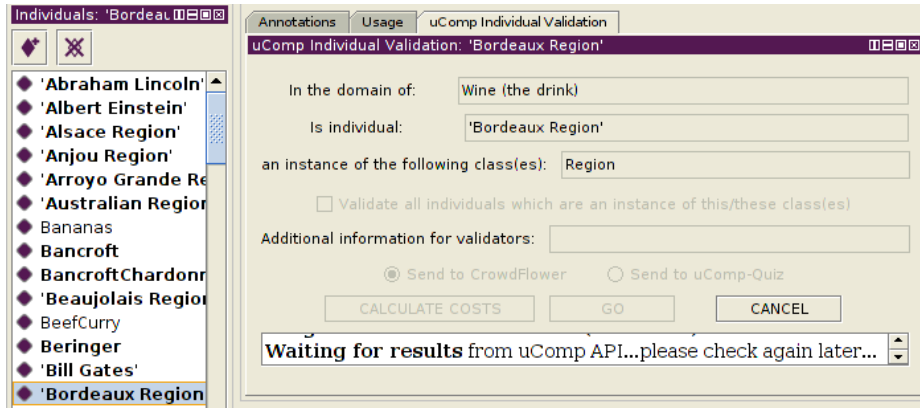 Individuals: 'Bordeau
'Abraham Lincoln'
'Albert Einstein'
'Alsace Region'
'Anjou Region'
'Arroyo Grande Re
'Australian Region
Bananas
Bancroft
BancroftChardonn
'Beaujolais Region
BeefCurry
Beringer
'Bill Gates'
'Bordeaux Region
Annotations Usage uComp Individual Validation
uComp Individual Validation: 'Bordeaux Region'
In the domain of: Wine (the drink)
Is individual: 'Bordeaux Region'
an instance of the following class(es): Region
Validate all individuals which are an instance of this/these class(es)
Additional information for validators:
Send to CrowdFlower Send to uComp-Quiz
CALCULATE COSTS GO CANCEL
Waiting for results from uComp API...please check again later...